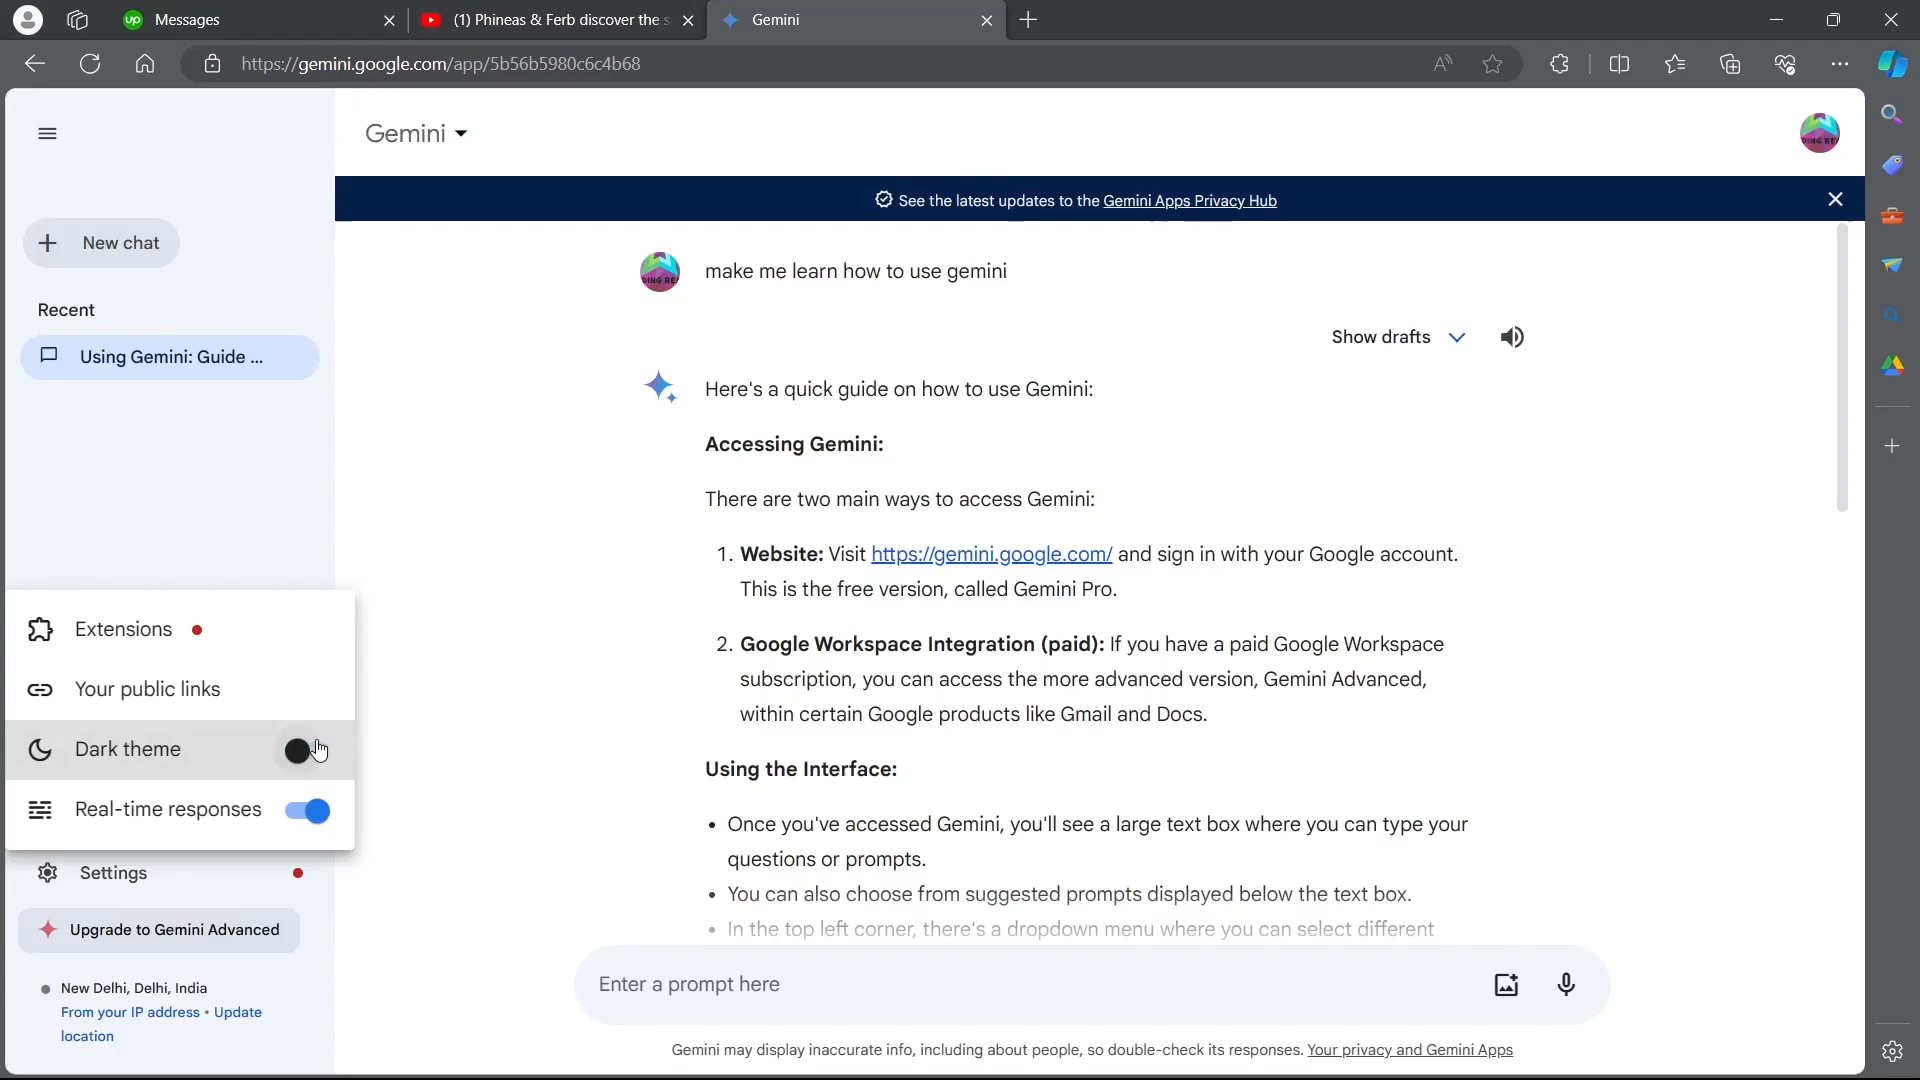 up Messages
(1) Phineas & Ferb discover the s
Gemini
https://gemini.google.com/app/5b56b5980c6c4b68
Gemini
See the latest updates to the Gemini Apps Privacy Hub
New chat
Recent
Using Gemini: Guide ...
make me learn how to use gemini
Show drafts
Here's a quick guide on how to use Gemini:
Accessing Gemini:
There are two main ways to access Gemini:
1. Website: Visit https://gemini.google.com/ and sign in with your Google account.
This is the free version, called Gemini Pro.
2. Google Workspace Integration (paid): If you have a paid Google Workspace
subscription, you can access the more advanced version, Gemini Advanced,
within certain Google products like Gmail and Docs.
Using the Interface:
• Once you've accessed Gemini, you'll see a large text box where you can type your
questions or prompts.
• You can also choose from suggested prompts displayed below the text box.
• In the top left corner, there's a dropdown menu where you can select different
Extensions
Your public links
Dark theme
Real-time responses
Settings
Upgrade to Gemini Advanced
New Delhi, Delhi, India
From your IP address • Update
location
Enter a prompt here
Gemini may display inaccurate info, including about people, so double-check its responses. Your privacy and Gemini Apps